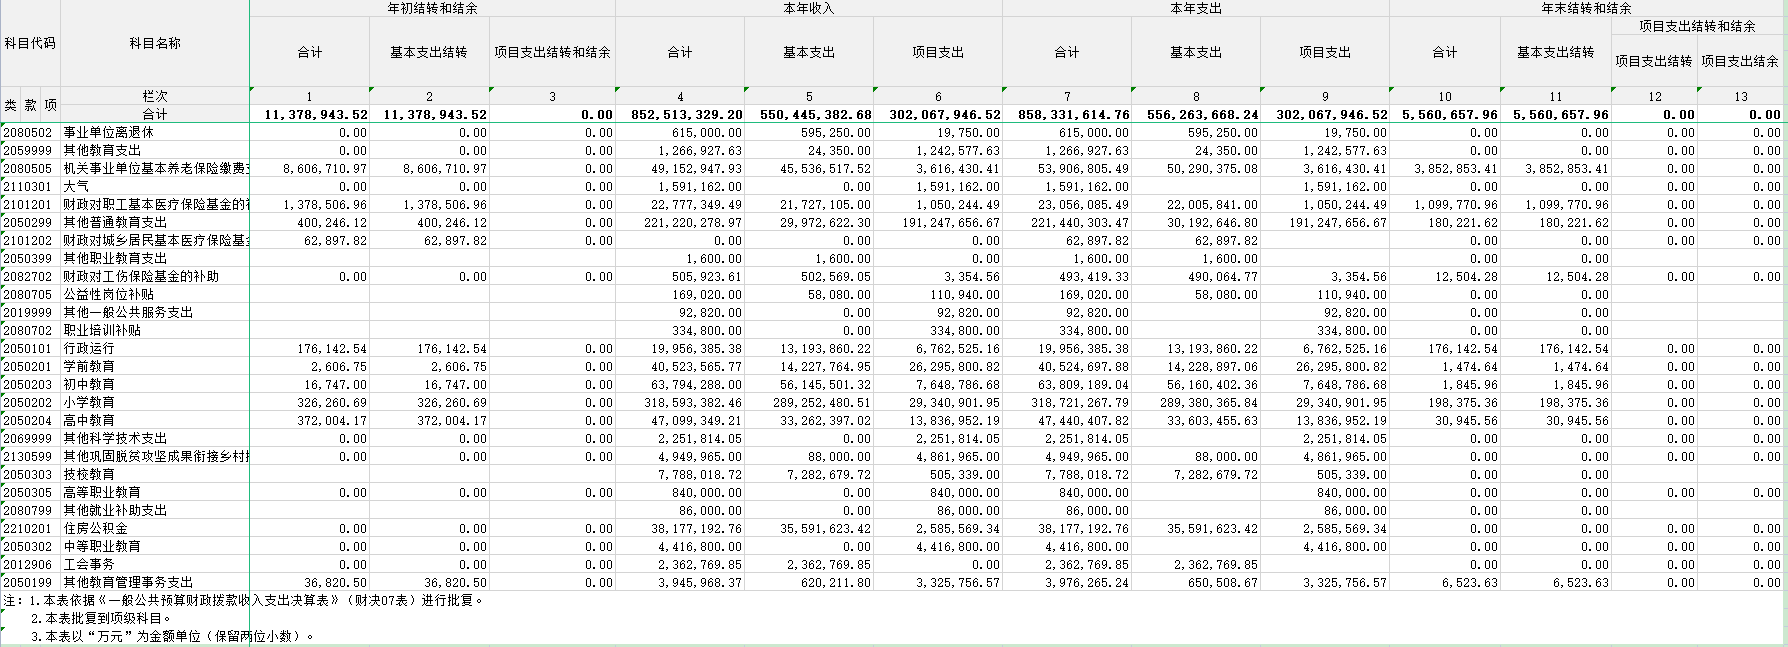 年初结转和结余 本年收入 本年支出 年末结转和结余
科目代码 科目名称 合计 基本支出结转 项目支出结转和结余 合计 基本支出 项目支出 合计 基本支出 项目支出 合计 基本支出结转 项目支出结转和结余
项目支出结转 项目支出结余
类 款 项 栏次 1 2 3 4 5 6 7 8 9 10 11 12 13
合计 11,378,943.52 11,378,943.52 0.00 852,513,329.20 550,445,382.68 302,067,946.52 858,331,614.76 556,263,668.24 302,067,946.52 5,560,657.96 5,560,657.96 0.00 0.00
2080502 事业单位离退休 0.00 0.00 0.00 615,000.00 595,250.00 19,750.00 615,000.00 595,250.00 19,750.00 0.00 0.00 0.00 0.00
2059999 其他教育支出 0.00 0.00 0.00 1,266,927.63 24,350.00 1,242,577.63 1,266,927.63 24,350.00 1,242,577.63 0.00 0.00 0.00 0.00
2080505 机关事业单位基本养老保险缴费 8,606,710.97 8,606,710.97 0.00 49,152,947.93 45,536,517.52 3,616,430.41 53,906,805.49 50,290,375.08 3,616,430.41 3,852,853.41 3,852,853.41 0.00 0.00
2110301 大气 0.00 0.00 0.00 1,591,162.00 0.00 1,591,162.00 1,591,162.00 1,591,162.00 0.00 0.00 0.00 0.00
2101201 财政对职工基本医疗保险基金的 1,378,506.96 1,378,506.96 0.00 22,777,349.49 21,727,105.00 1,050,244.49 23,056,085.49 22,005,841.00 1,050,244.49 1,099,770.96 1,099,770.96 0.00 0.00
2050299 其他普通教育支出 400,246.12 400,246.12 0.00 221,220,278.97 29,972,622.30 191,247,656.67 221,440,303.47 30,192,646.80 191,247,656.67 180,221.62 180,221.62 0.00 0.00
2101202 财政对城乡居民基本医疗保险基 62,897.82 62,897.82 0.00 0.00 0.00 0.00 62,897.82 62,897.82 0.00 0.00 0.00 0.00
2050399 其他职业教育支出 1,600.00 1,600.00 0.00 1,600.00 1,600.00 0.00 0.00
2082702 财政对工伤保险基金的补助 0.00 0.00 0.00 505,923.61 502,569.05 3,354.56 493,419.33 490,064.77 3,354.56 12,504.28 12,504.28 0.00 0.00
2080705 公益性岗位补贴 169,020.00 58,080.00 110,940.00 169,020.00 58,080.00 110,940.00 0.00 0.00
2019999 其他一般公共服务支出 92,820.00 0.00 92,820.00 92,820.00 92,820.00 0.00 0.00
2080702 职业培训补贴 334,800.00 0.00 334,800.00 334,800.00 334,800.00 0.00 0.00
2050101 行政运行 176,142.54 176,142.54 0.00 19,956,385.38 13,193,860.22 6,762,525.16 19,956,385.38 13,193,860.22 6,762,525.16 176,142.54 176,142.54 0.00 0.00
2050201 学前教育 2,606.75 2,606.75 0.00 40,523,565.77 14,227,764.95 26,295,800.82 40,524,697.88 14,228,897.06 26,295,800.82 1,474.64 1,474.64 0.00 0.00
2050203 初中教育 16,747.00 16,747.00 0.00 63,794,288.00 56,145,501.32 7,648,786.68 63,809,189.04 56,160,402.36 7,648,786.68 1,845.96 1,845.96 0.00 0.00
2050202 小学教育 326,260.69 326,260.69 0.00 318,593,382.46 289,252,480.51 29,340,901.95 318,721,267.79 289,380,365.84 29,340,901.95 198,375.36 198,375.36 0.00 0.00
2050204 高中教育 372,004.17 372,004.17 0.00 47,099,349.21 33,262,397.02 13,836,952.19 47,440,407.82 33,603,455.63 13,836,952.19 30,945.56 30,945.56 0.00 0.00
2069999 其他科学技术支出 0.00 0.00 0.00 2,251,814.05 0.00 2,251,814.05 2,251,814.05 2,251,814.05 0.00 0.00 0.00 0.00
2130599 其他巩固脱贫攻坚成果衔接乡村 0.00 0.00 0.00 4,949,965.00 88,000.00 4,861,965.00 4,949,965.00 88,000.00 4,861,965.00 0.00 0.00 0.00 0.00
2050303 技校教育 7,788,018.72 7,282,679.72 505,339.00 7,788,018.72 7,282,679.72 505,339.00 0.00 0.00
2050305 高等职业教育 0.00 0.00 0.00 840,000.00 0.00 840,000.00 840,000.00 840,000.00 0.00 0.00 0.00 0.00
2080799 其他就业补助支出 86,000.00 0.00 86,000.00 86,000.00 86,000.00 0.00 0.00
2210201 住房公积金 0.00 0.00 0.00 38,177,192.76 35,591,623.42 2,585,569.34 38,177,192.76 35,591,623.42 2,585,569.34 0.00 0.00 0.00 0.00
2050302 中等职业教育 0.00 0.00 0.00 4,416,800.00 0.00 4,416,800.00 4,416,800.00 4,416,800.00 0.00 0.00 0.00 0.00
2012906 工会事务 0.00 0.00 0.00 2,362,769.85 2,362,769.85 0.00 2,362,769.85 2,362,769.85 0.00 0.00 0.00 0.00
2050199 其他教育管理事务支出 36,820.50 36,820.50 0.00 3,945,968.37 620,211.80 3,325,756.57 3,976,265.24 650,508.67 3,325,756.57 6,523.63 6,523.63 0.00 0.00
注：1.本表依据《一般公共预算财政拨款收入支出决算表》（财决07表）进行批复。
2.本表批复到项级科目。
3.本表以“万元”为金额单位（保留两位小数）。